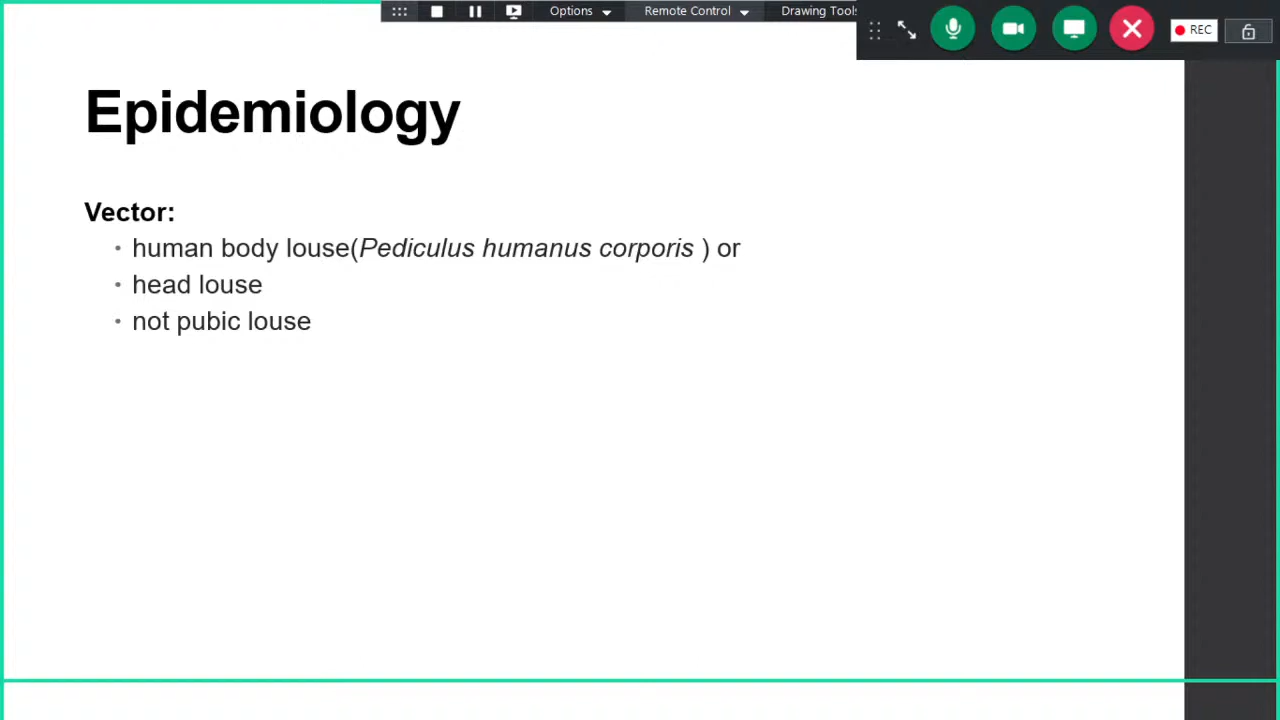 Options
Remote Control
Drawing Tools
REC
Epidemiology
Vector:
• human body louse(Pediculus humanus corporis ) or
• head louse
• not pubic louse